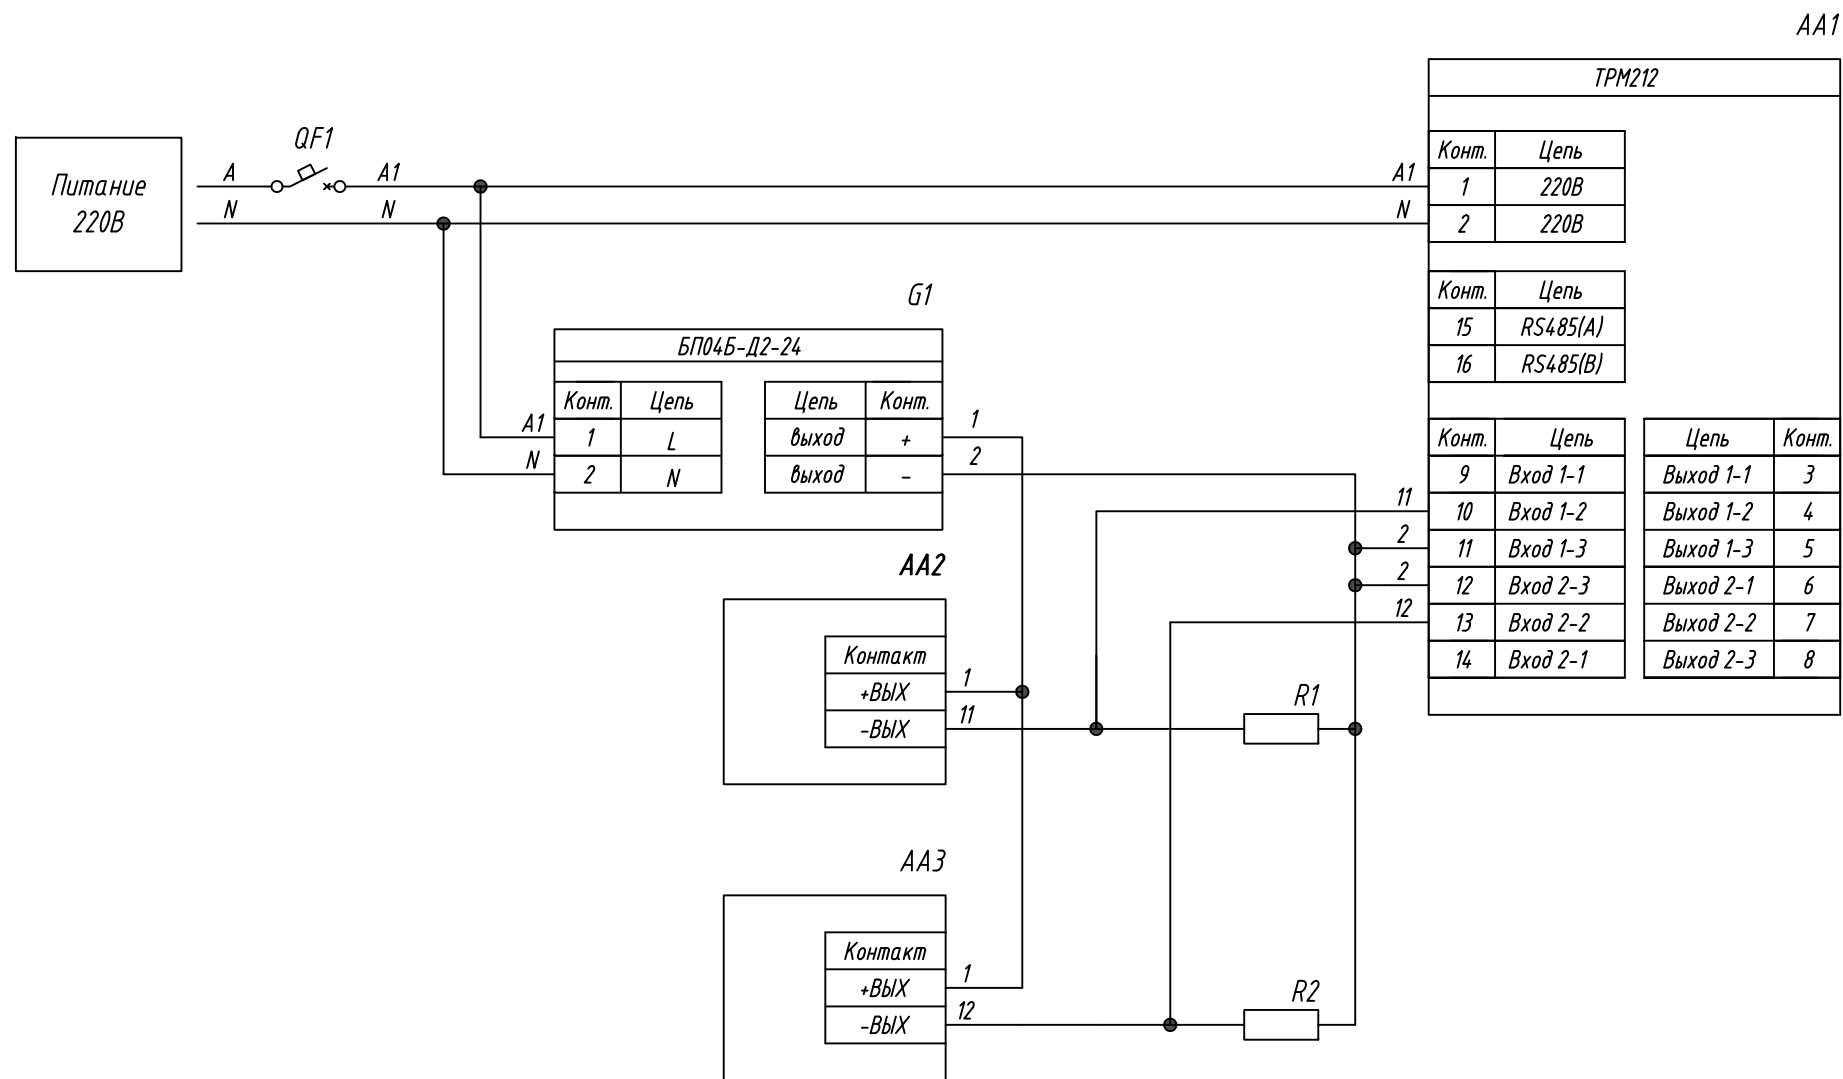 AA1
ТРМ212
Питание
220В
QF1
A
A1
N
N
A1
N
Конт. Цепь
1 220В
2 220В
Конт. Цепь
15 RS485(A)
16 RS485(B)
G1
БП04Б-Д2-24
Конт. Цепь
1 L
2 N
Цепь Конт.
выход +
выход -
A1
N
1
2
Конт. Цепь
9 Вход 1-1
10 Вход 1-2
11 Вход 1-3
12 Вход 2-3
13 Вход 2-2
14 Вход 2-1
Цепь Конт.
Выход 1-1 3
Выход 1-2 4
Выход 1-3 5
Выход 2-1 6
Выход 2-2 7
Выход 2-3 8
11
2
2
12
AA2
Контакт
+ВЫХ
-ВЫХ
1
11
R1
AA3
Контакт
+ВЫХ
-ВЫХ
1
12
R2